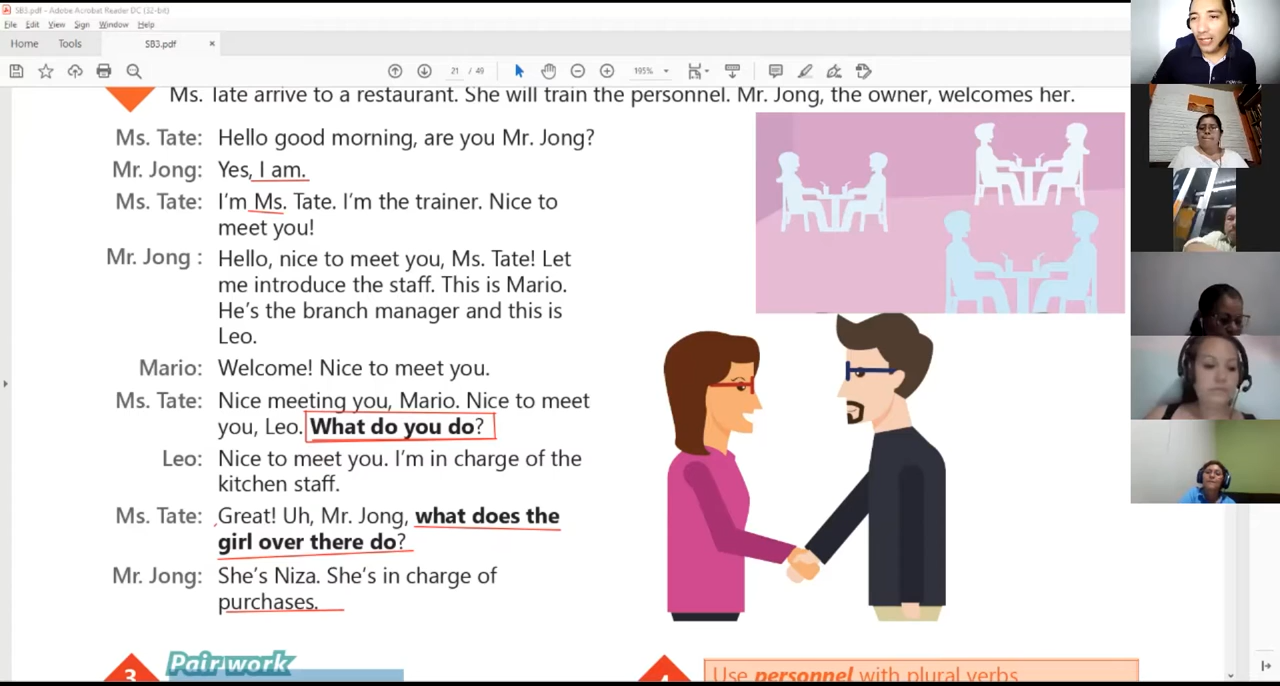 SB3.pdf - Adobe Acrobat Reader DC (32-bit)
File Edit View Sign Window Help
Home Tools SB3.pdf ×
21 / 49 195%
Ms. Tate arrive to a restaurant. She will train the personnel. Mr. Jong, the owner, welcomes her.
Ms. Tate: Hello good morning, are you Mr. Jong?
Mr. Jong: Yes, I am.
Ms. Tate: I'm Ms. Tate. I'm the trainer. Nice to
meet you!
Mr. Jong : Hello, nice to meet you, Ms. Tate! Let
me introduce the staff. This is Mario.
He's the branch manager and this is
Leo.
Mario: Welcome! Nice to meet you.
Ms. Tate: Nice meeting you, Mario. Nice to meet
you, Leo. What do you do?
Leo: Nice to meet you. I'm in charge of the
kitchen staff.
Ms. Tate: Great! Uh, Mr. Jong, what does the
girl over there do?
Mr. Jong: She's Niza. She's in charge of
purchases.
3 Pair work
4 Use personnel with plural verbs